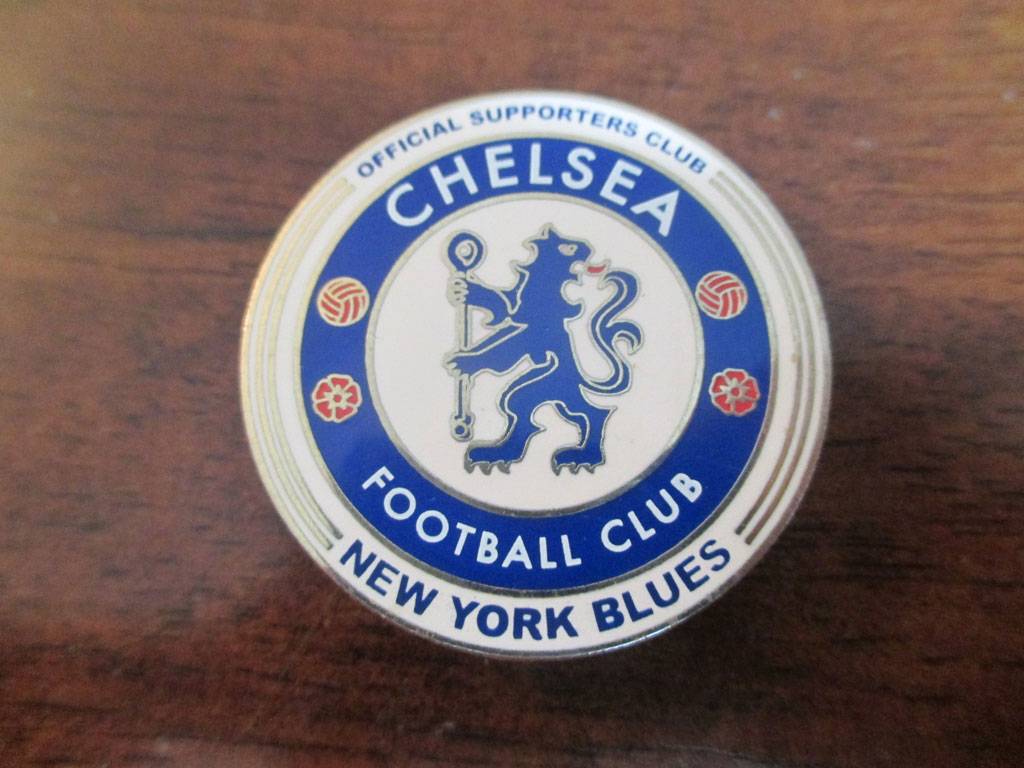 OFFICIAL SUPPORTERS CLUB
CHELSEA
FOOTBALL CLUB
NEW YORK BLUES